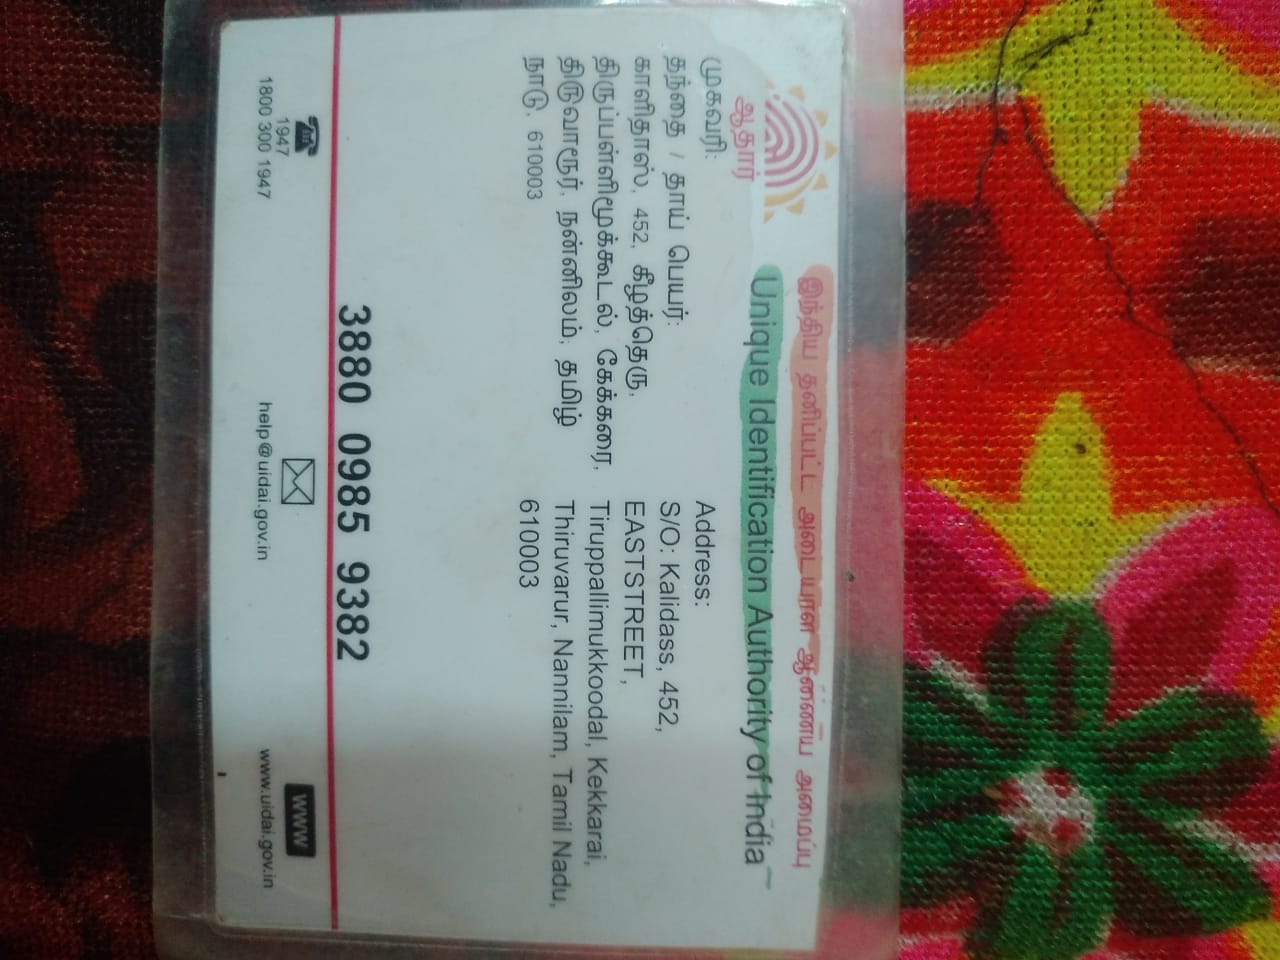 இந்திய தனிப்பட்ட அடையாள ஆணைய அமைப்பு
Unique Identification Authority of India
ஆதார்
முகவரி:
தந்தை / தாய் பெயர்:
காளிதாஸ், 452, கீழத்தெரு,
திருப்பள்ளிமுக்கூடல், கேக்கரை,
திருவாரூர், நன்னிலம், தமிழ்
நாடு, 610003
Address:
S/O: Kalidass, 452,
EASTSTREET,
Tiruppallimukkoodal, Kekkarai,
Thiruvarur, Nannilam, Tamil Nadu,
610003
3880 0985 9382
1947
1800 300 1947
help@uidai.gov.in
WWW
www.uidai.gov.in